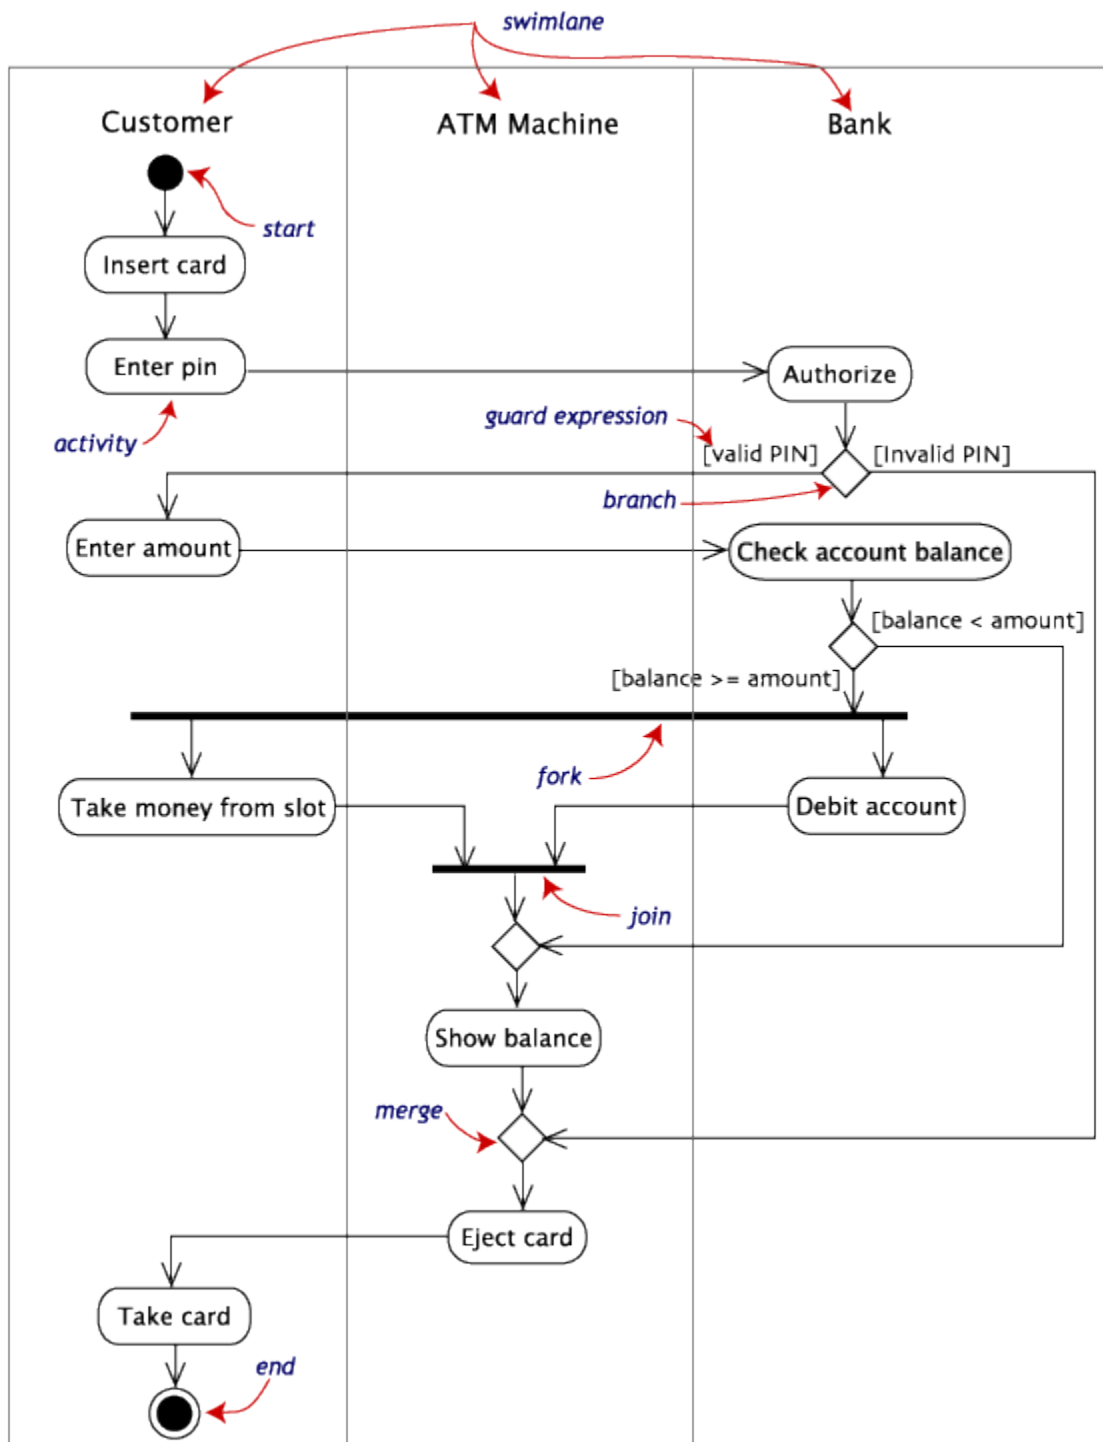 swimlane
Customer
ATM Machine
Bank
start
Insert card
Enter pin
Authorize
activity
guard expression
[valid PIN]
[Invalid PIN]
branch
Enter amount
Check account balance
[balance < amount]
[balance >= amount]
fork
Take money from slot
Debit account
join
Show balance
merge
Eject card
Take card
end